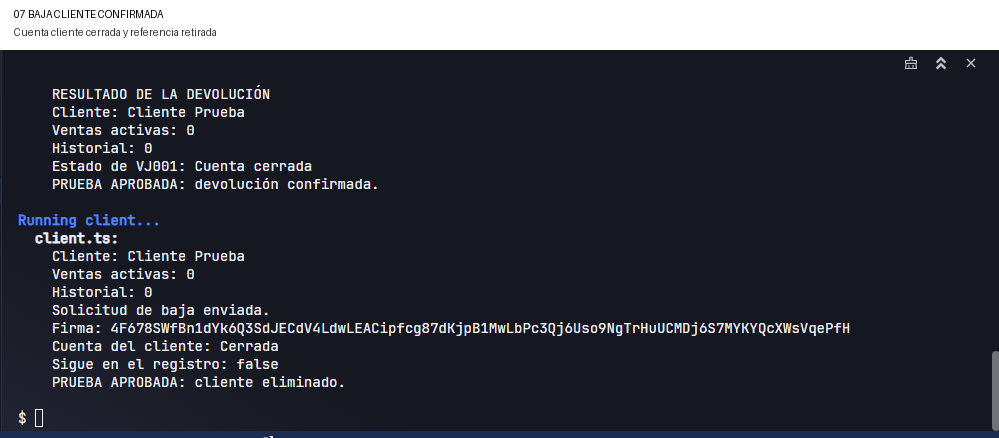 07 BAJA CLIENTE CONFIRMADA
Cuenta cliente cerrada y referencia retirada
RESULTADO DE LA DEVOLUCIÓN
Cliente: Cliente Prueba
Ventas activas: 0
Historial: 0
Estado de VJ001: Cuenta cerrada
PRUEBA APROBADA: devolución confirmada.
Running client...
client.ts:
Cliente: Cliente Prueba
Ventas activas: 0
Historial: 0
Solicitud de baja enviada.
Firma: 4F678SWfBn1dYk6Q3SdJECdV4LdwLEACipfcg87dKjpB1MwLbPc3Qj6Uso9NgTrHuUCMDj6S7MYKYQcXWsVqePfH
Cuenta del cliente: Cerrada
Sigue en el registro: false
PRUEBA APROBADA: cliente eliminado.
$